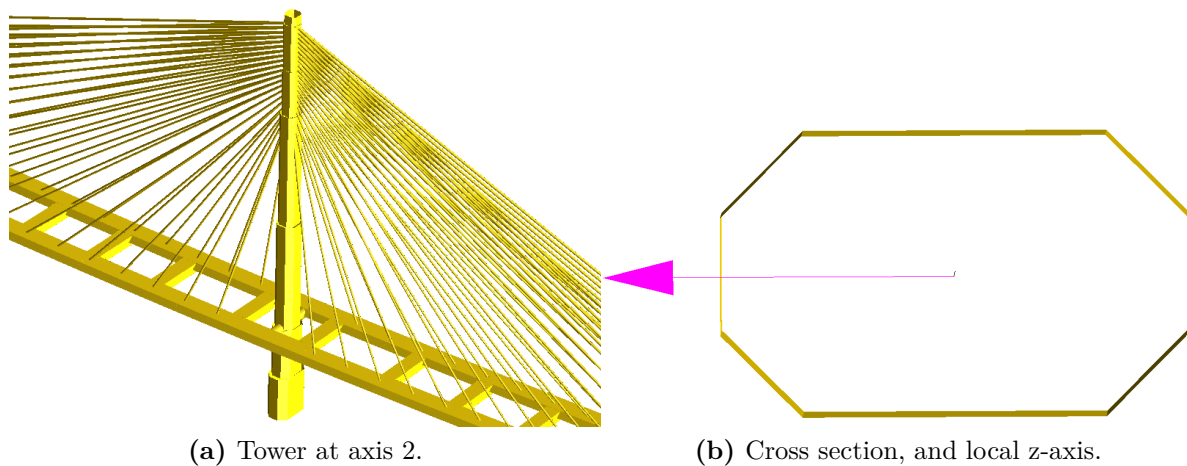 (a) Tower at axis 2.
(b) Cross section, and local z-axis.